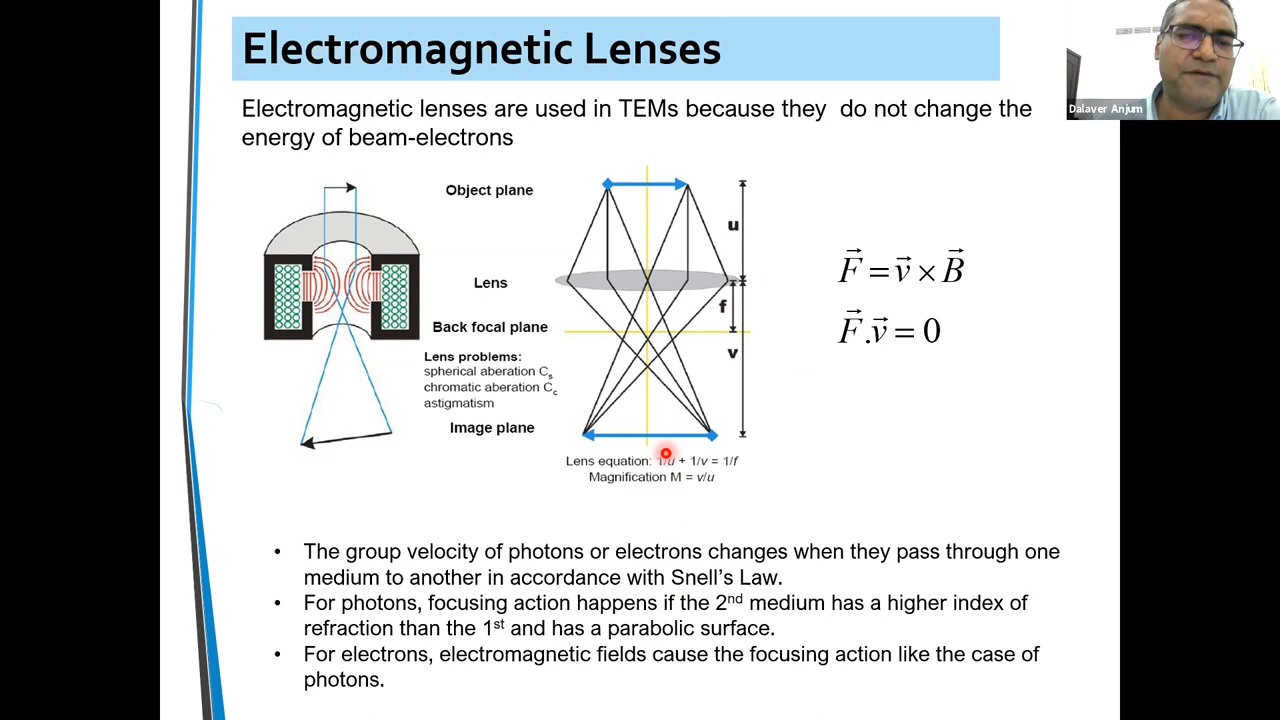 Electromagnetic Lenses
Dalaver Anjum
Electromagnetic lenses are used in TEMs because they do not change the
energy of beam-electrons
Object plane
Lens
Back focal plane
Lens problems:
spherical aberration Cs
chromatic aberration Cc
astigmatism
Image plane
u
f
v
Lens equation: 1/u + 1/v = 1/f
Magnification M = v/u
F⃗ = v⃗ × B⃗
F⃗.v⃗ = 0
• The group velocity of photons or electrons changes when they pass through one
medium to another in accordance with Snell’s Law.
• For photons, focusing action happens if the 2nd medium has a higher index of
refraction than the 1st and has a parabolic surface.
• For electrons, electromagnetic fields cause the focusing action like the case of
photons.